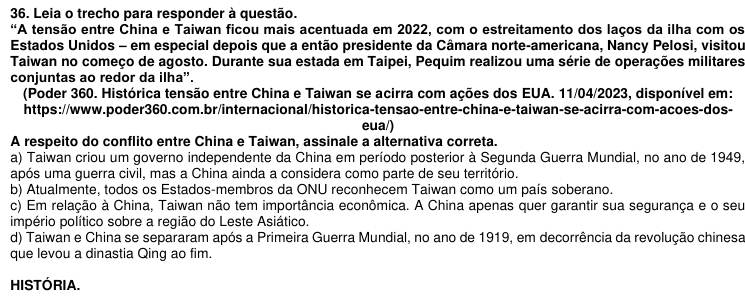 36. Leia o trecho para responder à questão.
“A tensão entre China e Taiwan ficou mais acentuada em 2022, com o estreitamento dos laços da ilha com os
Estados Unidos – em especial depois que a então presidente da Câmara norte-americana, Nancy Pelosi, visitou
Taiwan no começo de agosto. Durante sua estada em Taipei, Pequim realizou uma série de operações militares
conjuntas ao redor da ilha”.
(Poder 360. Histórica tensão entre China e Taiwan se acirra com ações dos EUA. 11/04/2023, disponível em:
https://www.poder360.com.br/internacional/historica-tensao-entre-china-e-taiwan-se-acirra-com-acoes-dos-
eua/)
A respeito do conflito entre China e Taiwan, assinale a alternativa correta.
a) Taiwan criou um governo independente da China em período posterior à Segunda Guerra Mundial, no ano de 1949,
após uma guerra civil, mas a China ainda a considera como parte de seu território.
b) Atualmente, todos os Estados-membros da ONU reconhecem Taiwan como um país soberano.
c) Em relação à China, Taiwan não tem importância econômica. A China apenas quer garantir sua segurança e o seu
império político sobre a região do Leste Asiático.
d) Taiwan e China se separaram após a Primeira Guerra Mundial, no ano de 1919, em decorrência da revolução chinesa
que levou a dinastia Qing ao fim.
HISTÓRIA.